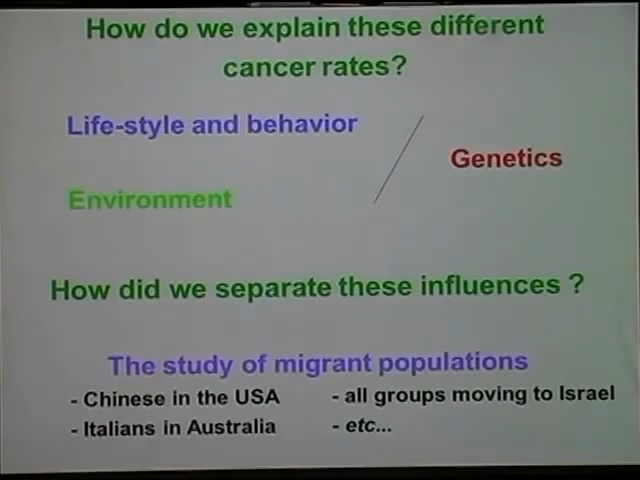 How do we explain these different
cancer rates?
Life-style and behavior
Genetics
Environment
How did we separate these influences ?
The study of migrant populations
- Chinese in the USA
- all groups moving to Israel
- Italians in Australia
- etc...